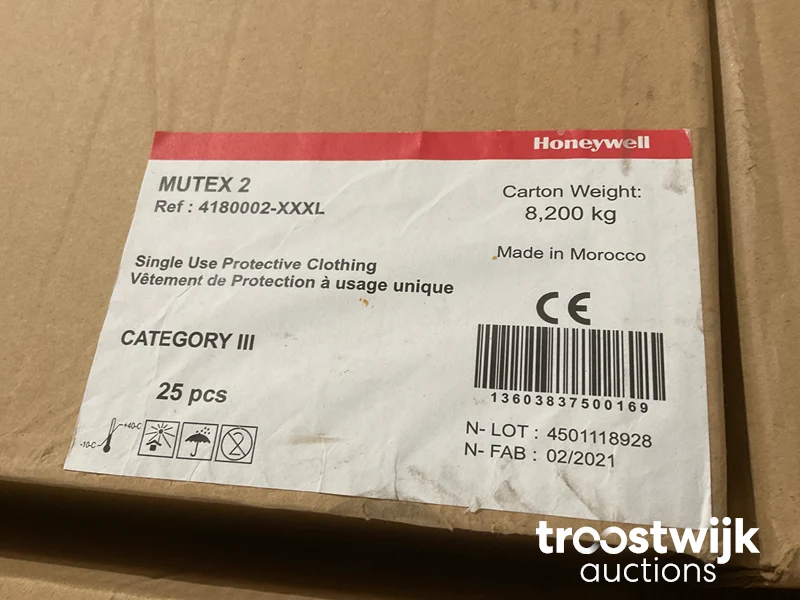 Honeywell
MUTEX 2
Ref : 4180002-XXXL
Carton Weight:
8,200 kg
Made in Morocco
Single Use Protective Clothing
Vêtement de Protection à usage unique
CE
CATEGORY III
25 pcs
13603837500169
-10-C
+40-C
2
N- LOT : 4501118928
N- FAB : 02/2021
troostwijk
auctions